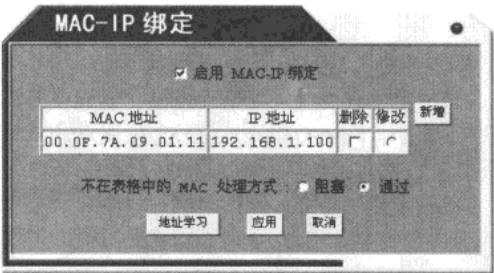 MAC-IP 绑定
启用 MAC-IP 绑定
MAC 地址 IP 地址 删除 修改 新增
00.0F.7A.09.01.11 192.168.1.100
不在表格中的 MAC 处理方式： 阻塞 通过
地址学习 应用 取消